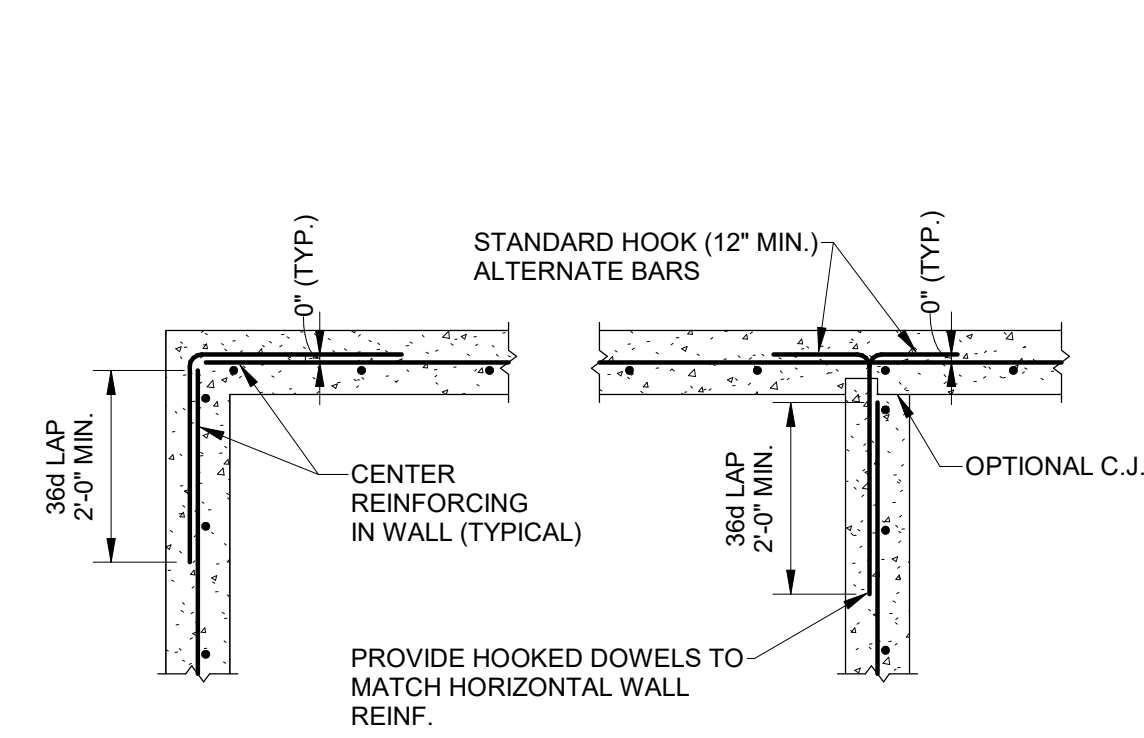 0" (TYP.)
STANDARD HOOK (12" MIN.)
ALTERNATE BARS
0" (TYP.)
36d LAP
2'-0" MIN.
CENTER
REINFORCING
IN WALL (TYPICAL)
36d LAP
2'-0" MIN.
OPTIONAL C.J.
PROVIDE HOOKED DOWELS TO
MATCH HORIZONTAL WALL
REINF.